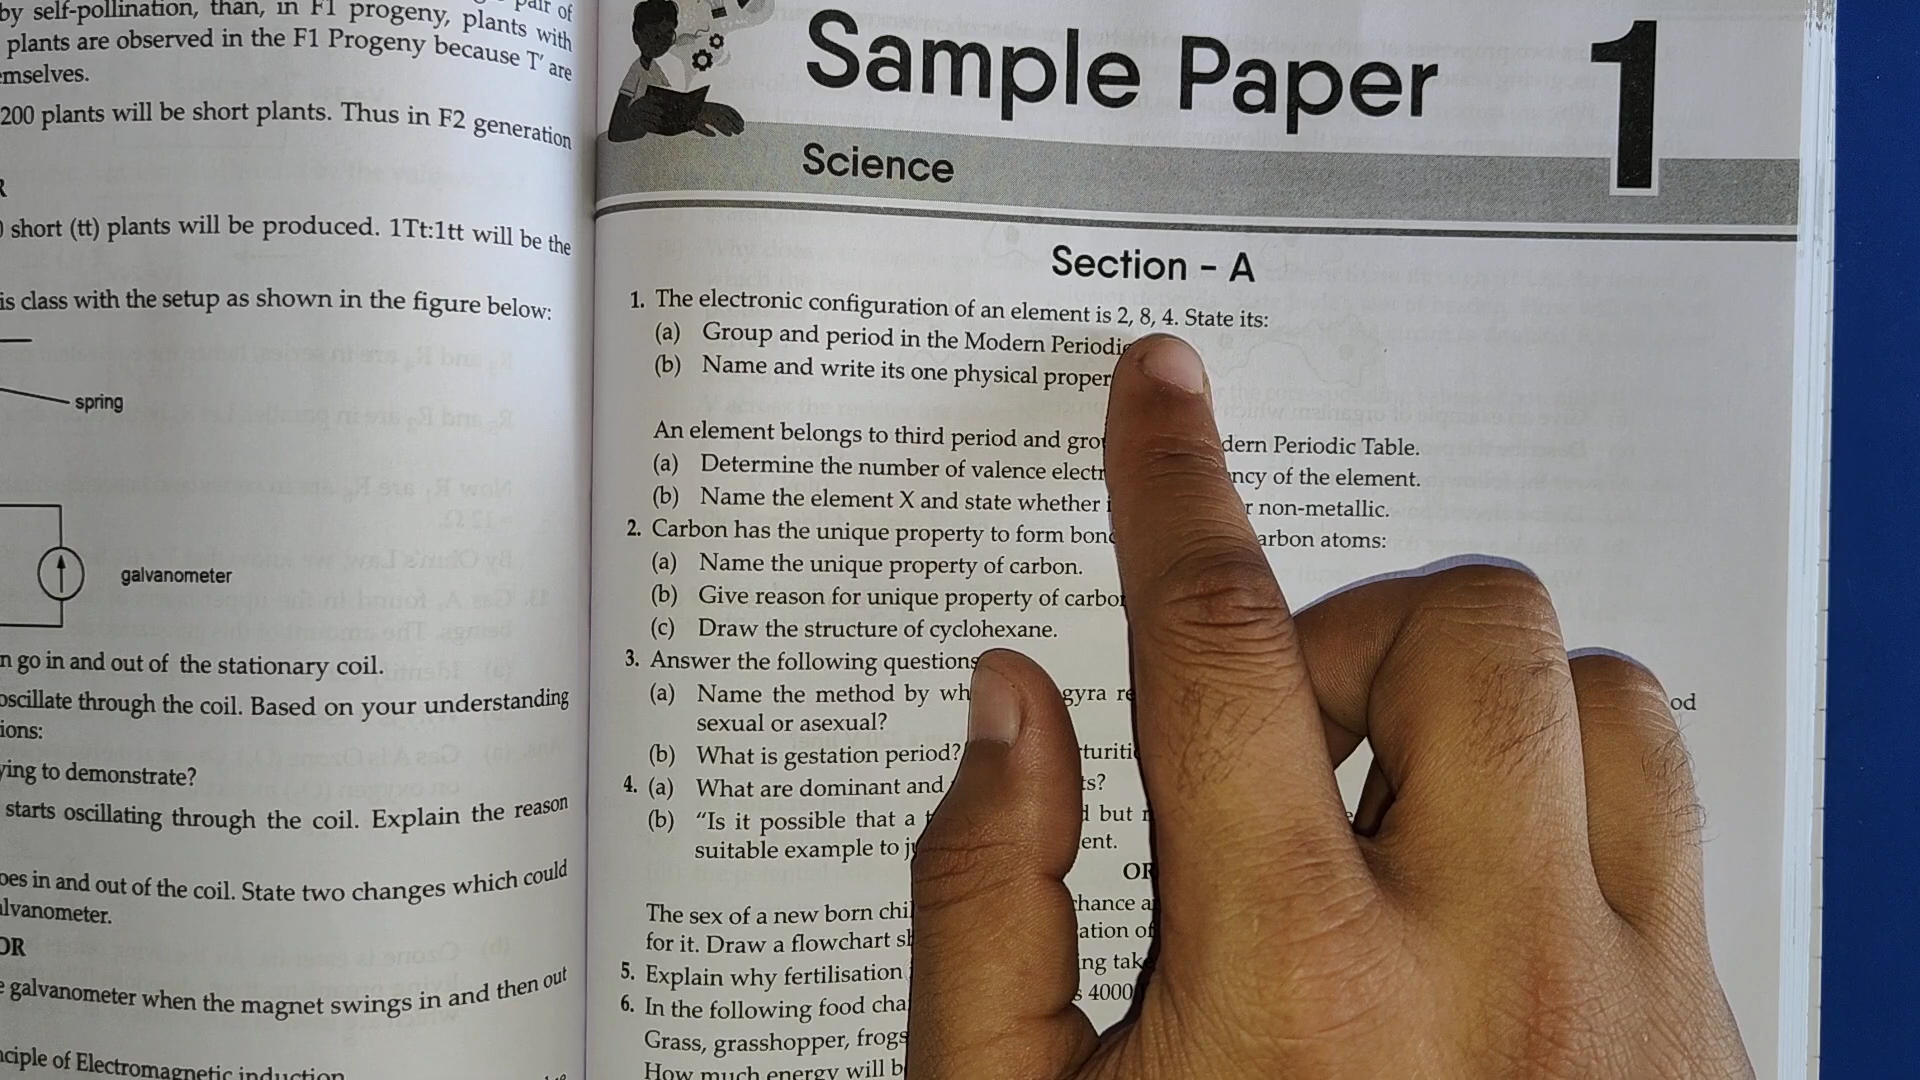 pair of
by self-pollination, than, in F1 progeny, plants with
plants are observed in the F1 Progeny because T' are
mselves.
200 plants will be short plants. Thus in F2 generation
short (tt) plants will be produced. 1Tt:1tt will be the
is class with the setup as shown in the figure below:
spring
galvanometer
n go in and out of the stationary coil.
oscillate through the coil. Based on your understanding
ions:
ying to demonstrate?
starts oscillating through the coil. Explain the reason
oes in and out of the coil. State two changes which could
alvanometer.
OR
e galvanometer when the magnet swings in and then out
nciple of Electromagnetic induction
Sample Paper 1
Science
Section - A
1. The electronic configuration of an element is 2, 8, 4. State its:
(a) Group and period in the Modern Periodic
(b) Name and write its one physical proper
An element belongs to third period and gro dern Periodic Table.
(a) Determine the number of valence electr ncy of the element.
(b) Name the element X and state whether i r non-metallic.
2. Carbon has the unique property to form bond arbon atoms:
(a) Name the unique property of carbon.
(b) Give reason for unique property of carbon
(c) Draw the structure of cyclohexane.
3. Answer the following questions
(a) Name the method by wh gyra re od
sexual or asexual?
(b) What is gestation period? turiti
4. (a) What are dominant and ts?
(b) "Is it possible that a t d but
suitable example to ju ent.
OR
The sex of a new born chil chance a
for it. Draw a flowchart sh ation of
5. Explain why fertilisation ing take
6. In the following food cha s 4000
Grass, grasshopper, frogs
How much energy will b